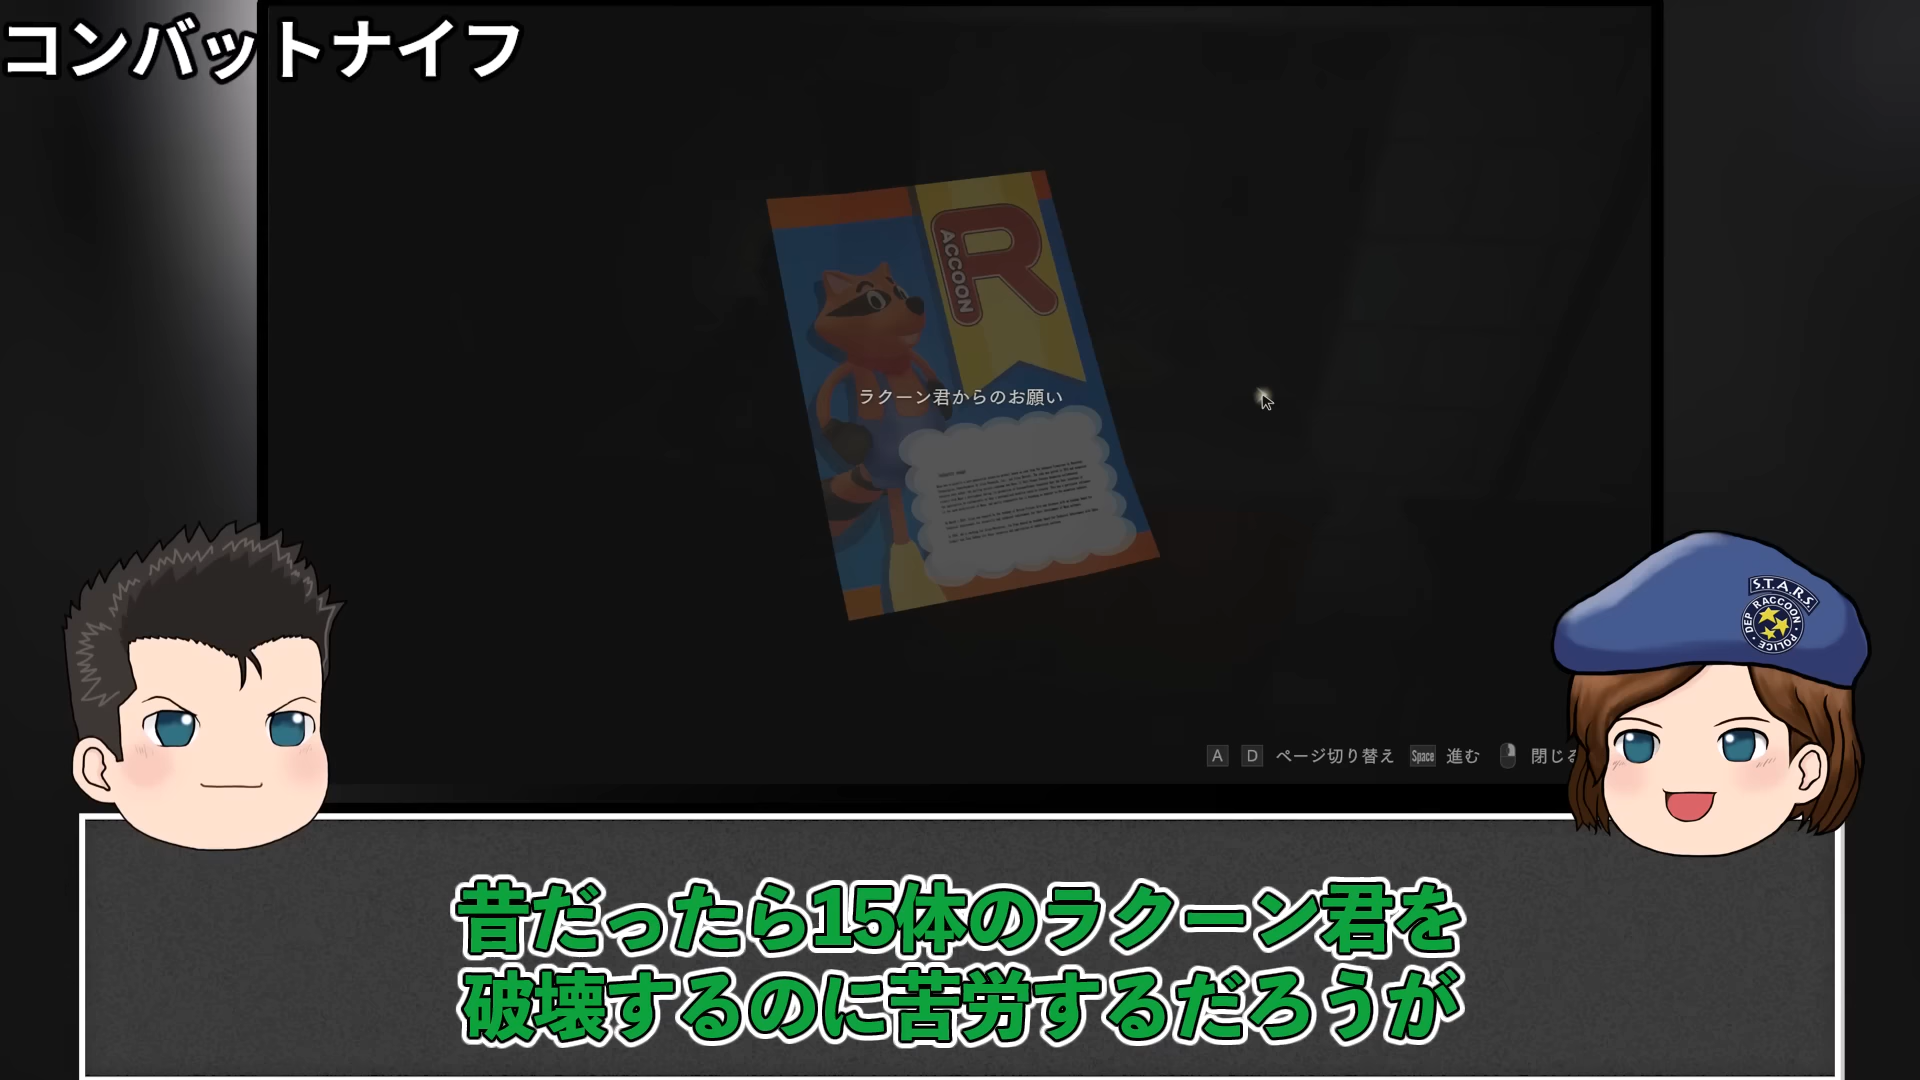 コンバットナイフ
R
ACCOON
ラクーン君からのお願い
S.T.A.R.S.
RACCOON POLICE DEP
A D ページ切り替え Space 進む 閉じる
昔だったら15体のラクーン君を
破壊するのに苦労するだろうが